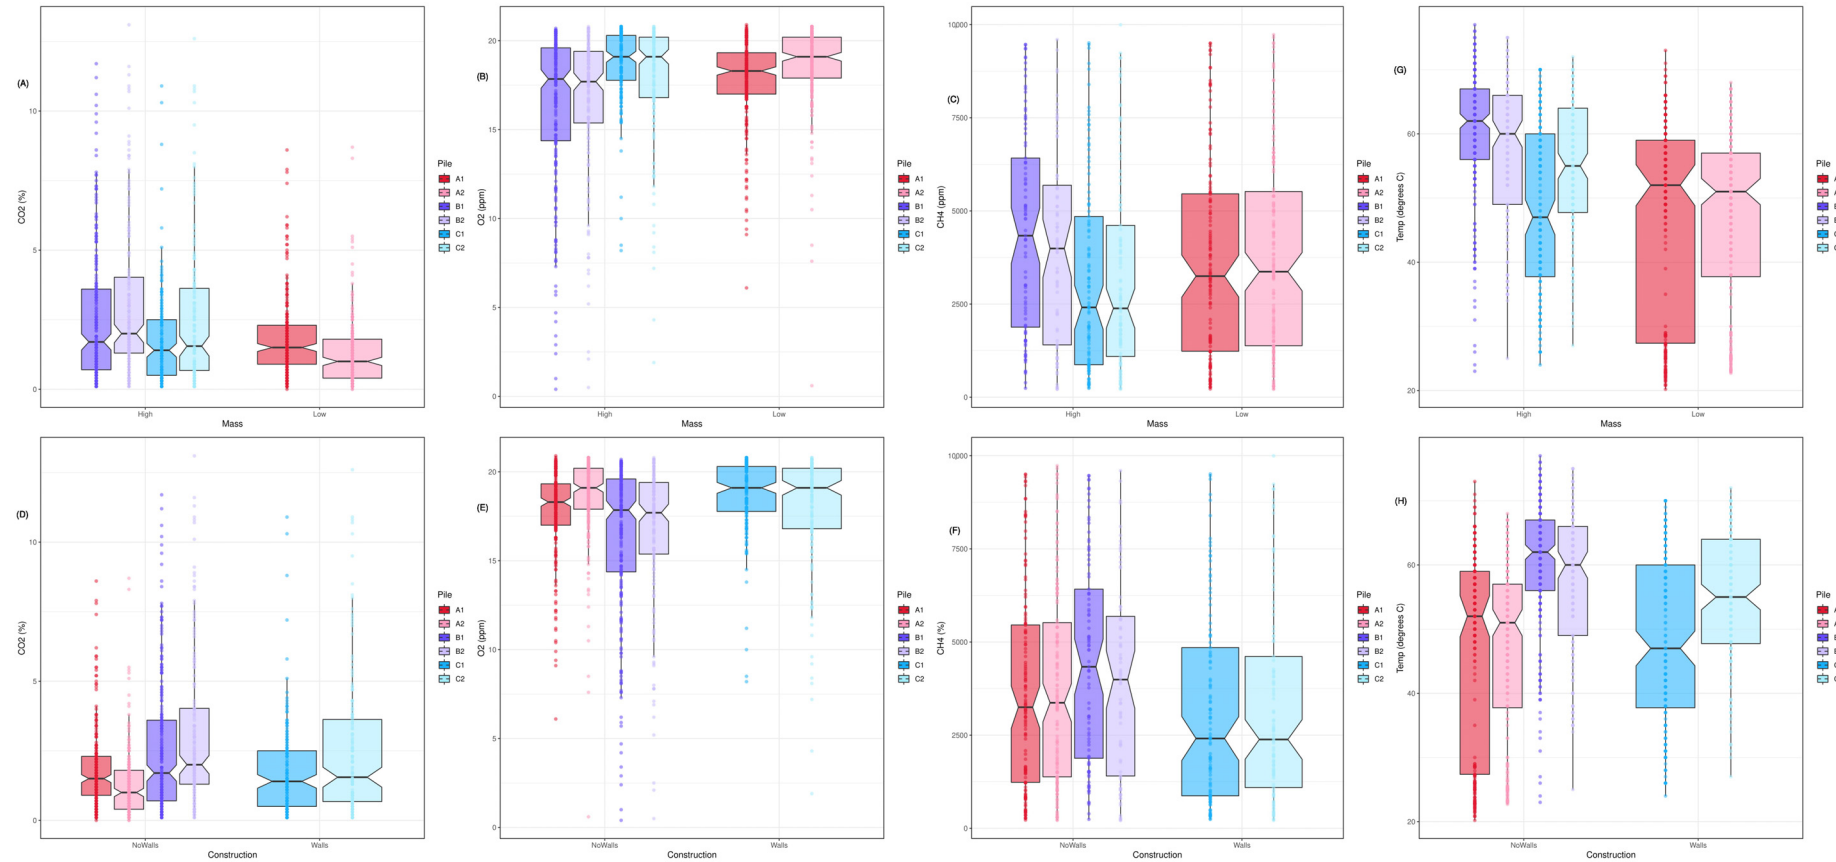 (A)
CO2 (%)
10
5
0
High
Low
Mass
Pile
A1
A2
B1
B2
C1
C2
(B)
O2 (ppm)
20
15
10
5
0
High
Low
Mass
Pile
A1
A2
B1
B2
C1
C2
(C)
CH4 (ppm)
10000
7500
5000
2500
0
High
Low
Mass
Pile
A1
A2
B1
B2
C1
C2
(G)
Temp (degrees C)
60
40
20
High
Low
Mass
Pile
(D)
CO2 (%)
10
5
0
NoWalls
Walls
Construction
Pile
A1
A2
B1
B2
C1
C2
(E)
O2 (ppm)
20
15
10
5
0
NoWalls
Walls
Construction
Pile
A1
A2
B1
B2
C1
C2
(F)
CH4 (%)
10000
7500
5000
2500
0
NoWalls
Walls
Construction
Pile
A1
A2
B1
B2
C1
C2
(H)
Temp (degrees C)
60
40
20
NoWalls
Walls
Construction
Pile